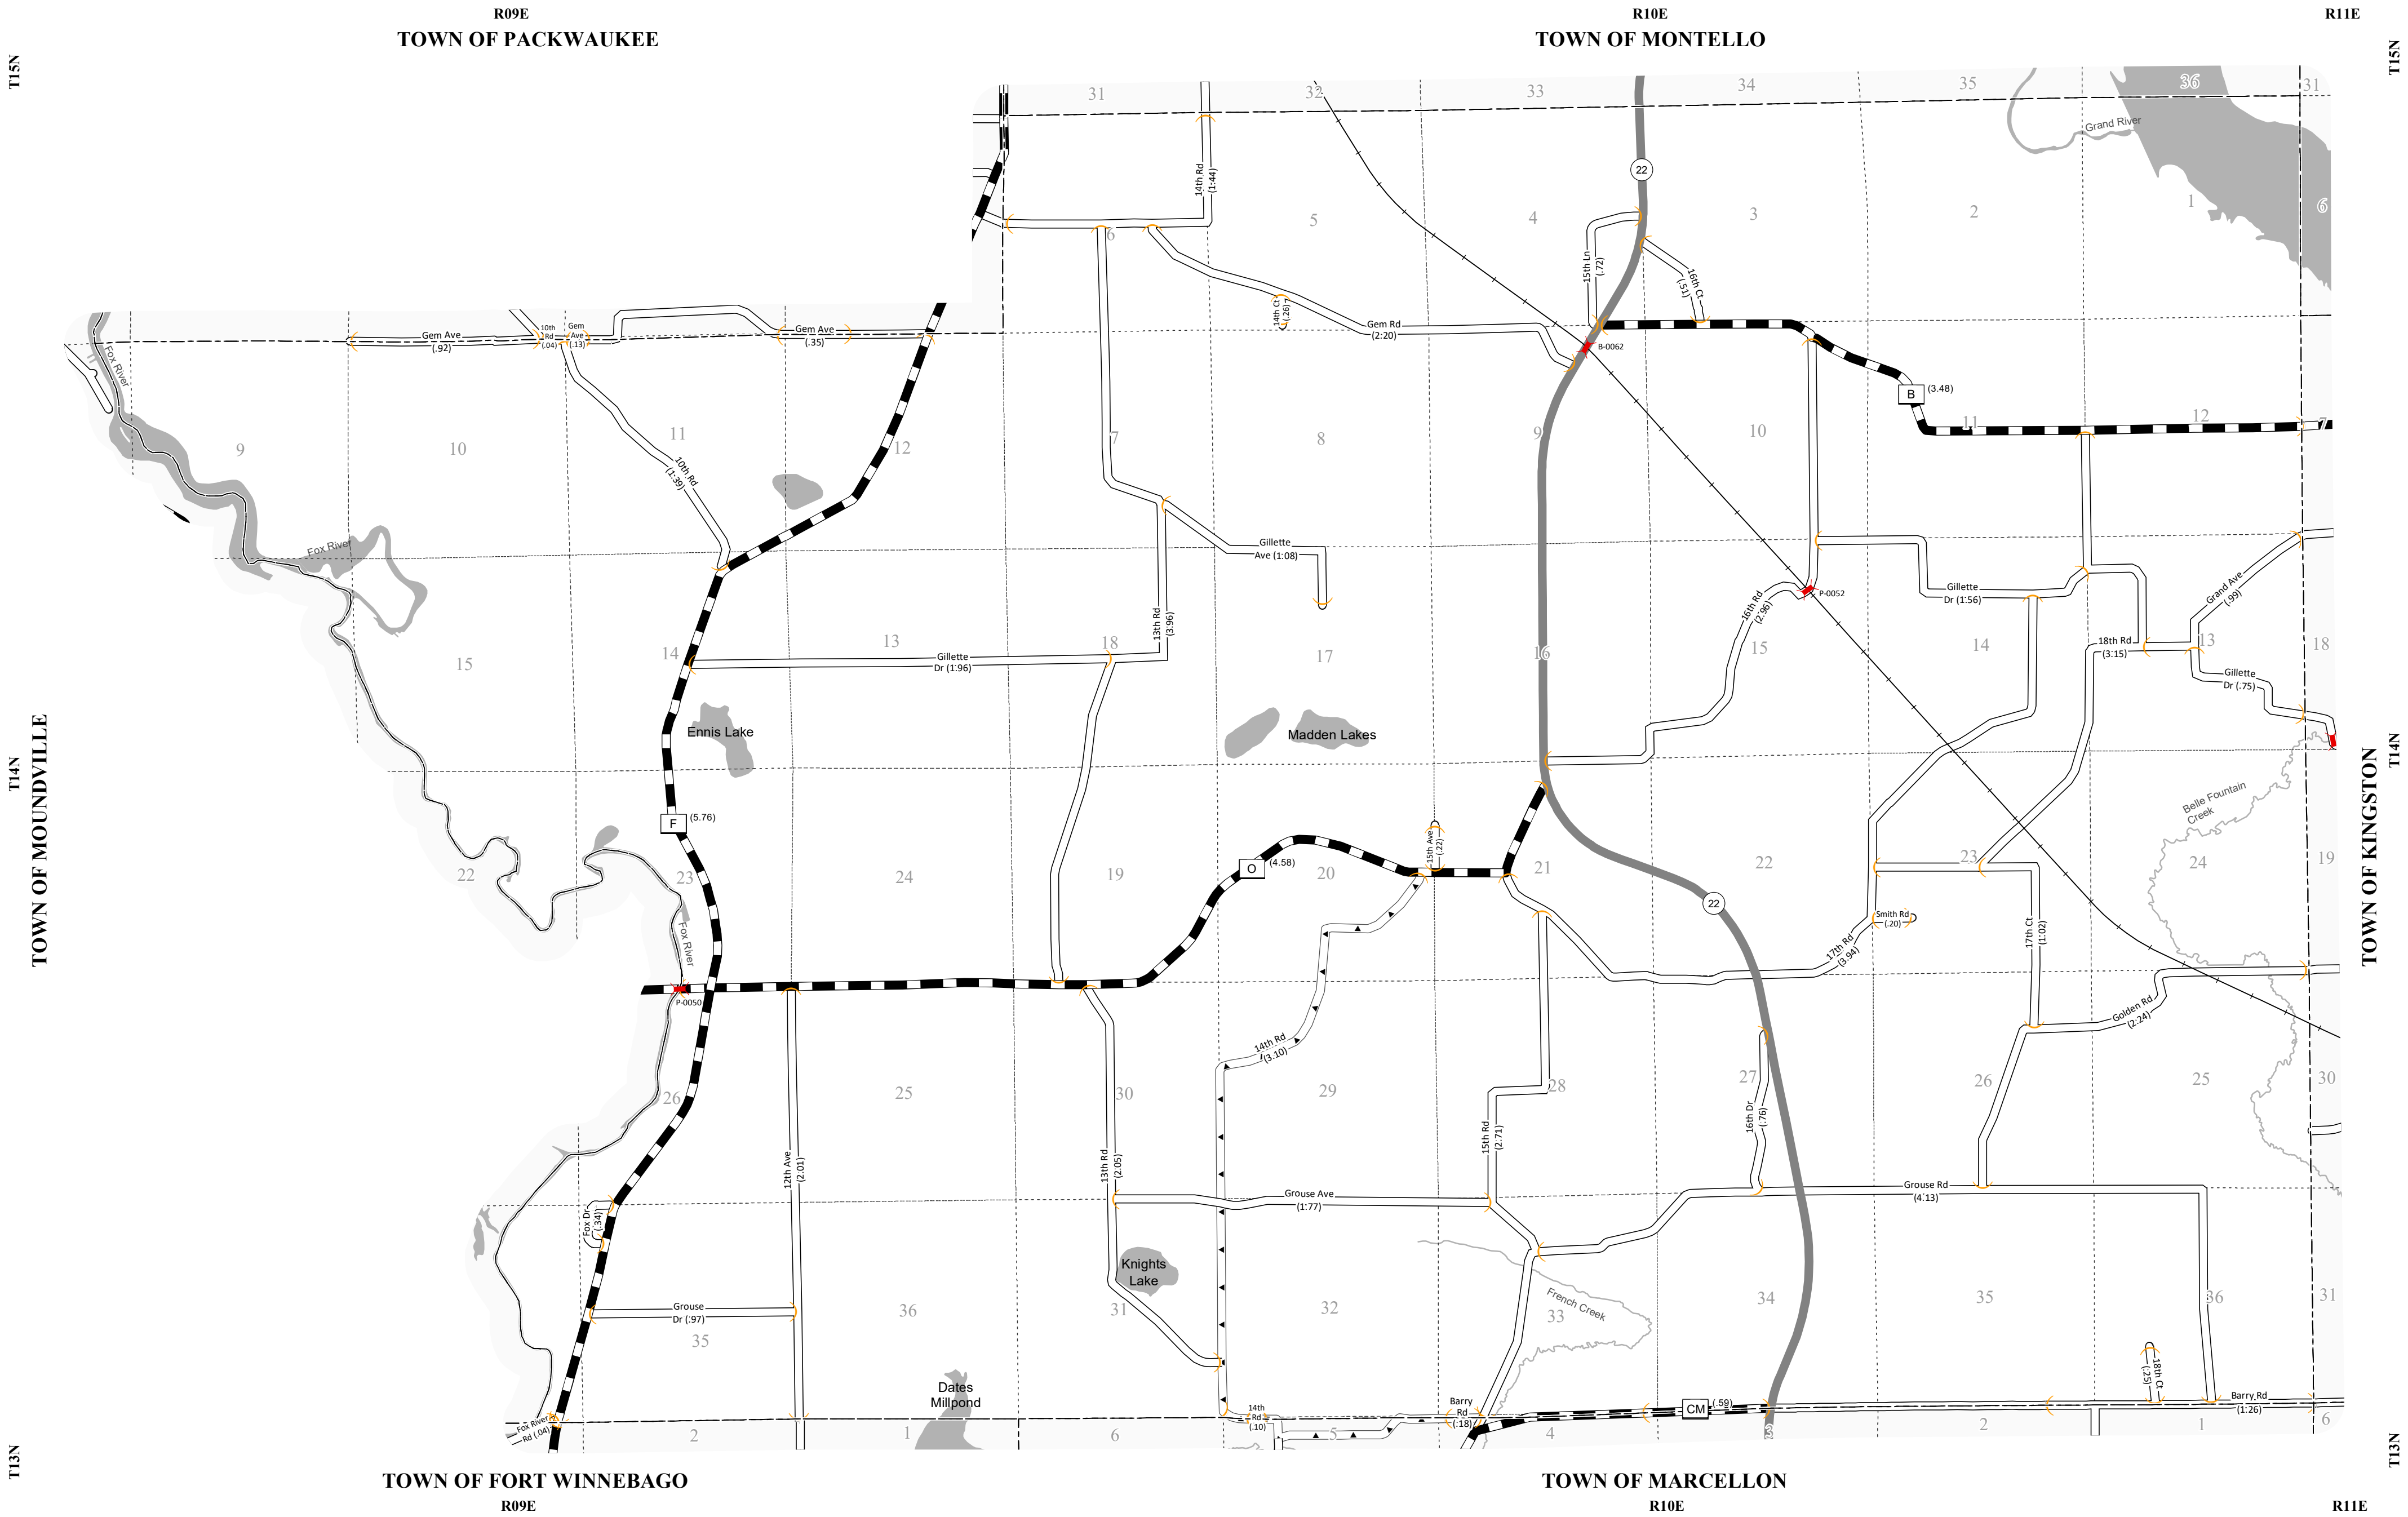 R09E
R10E
R11E
TOWN OF PACKWAUKEE
TOWN OF MONTELLO
T15N
T15N
31
32
33
34
35
36
31
Grand River
22
14th Rd
(1.44)
5
4
3
2
1
6
6
15th Ln
(.72)
16th Ct
(.51)
14th Ct
(.26)
Gem Rd
(2.20)
B-0062
Gem Ave
(.92)
10th
Rd
(.04)
Gem
Ave
(.13)
Gem Ave
(.35)
Fox River
B
(3.48)
9
10
11
12
7
8
9
10
11
12
7
10th Rd
(1.39)
Fox River
Gillette
Ave (1.08)
16th Rd
(2.96)
P-0052
Gillette
Dr (1.56)
Grand Ave
(.99)
13th Rd
(3.96)
15
14
13
18
17
16
15
14
13
18
Gillette
Dr (1.96)
18th Rd
(3.15)
Gillette
Dr (.75)
Ennis Lake
Madden Lakes
TOWN OF MOUNDVILLE
T14N
T14N
TOWN OF KINGSTON
Belle Fountain
Creek
F
(5.76)
15th Ave
(.22)
O
(4.58)
22
23
24
19
20
21
22
23
24
19
22
Smith Rd
(.20)
17th Rd
(3.94)
17th Ct
(1.02)
Fox River
P-0050
Golden Rd
(2.24)
14th Rd
(3.10)
26
25
30
29
28
27
26
25
30
16th Dr
(.76)
15th Rd
(2.71)
12th Ave
(2.01)
13th Rd
(2.05)
Grouse Ave
(1.77)
Grouse Rd
(4.13)
Fox Dr
(.34)
Knights
Lake
French Creek
Grouse
Dr (.97)
35
36
31
32
33
34
35
36
31
Dates
Millpond
18th Ct
(.25)
Fox River
Rd (.04)
14th
Rd
(.10)
Barry
Rd
(.18)
CM
(.59)
Barry Rd
(1.26)
2
1
6
5
4
3
2
1
6
T13N
T13N
TOWN OF FORT WINNEBAGO
TOWN OF MARCELLON
R09E
R10E
R11E